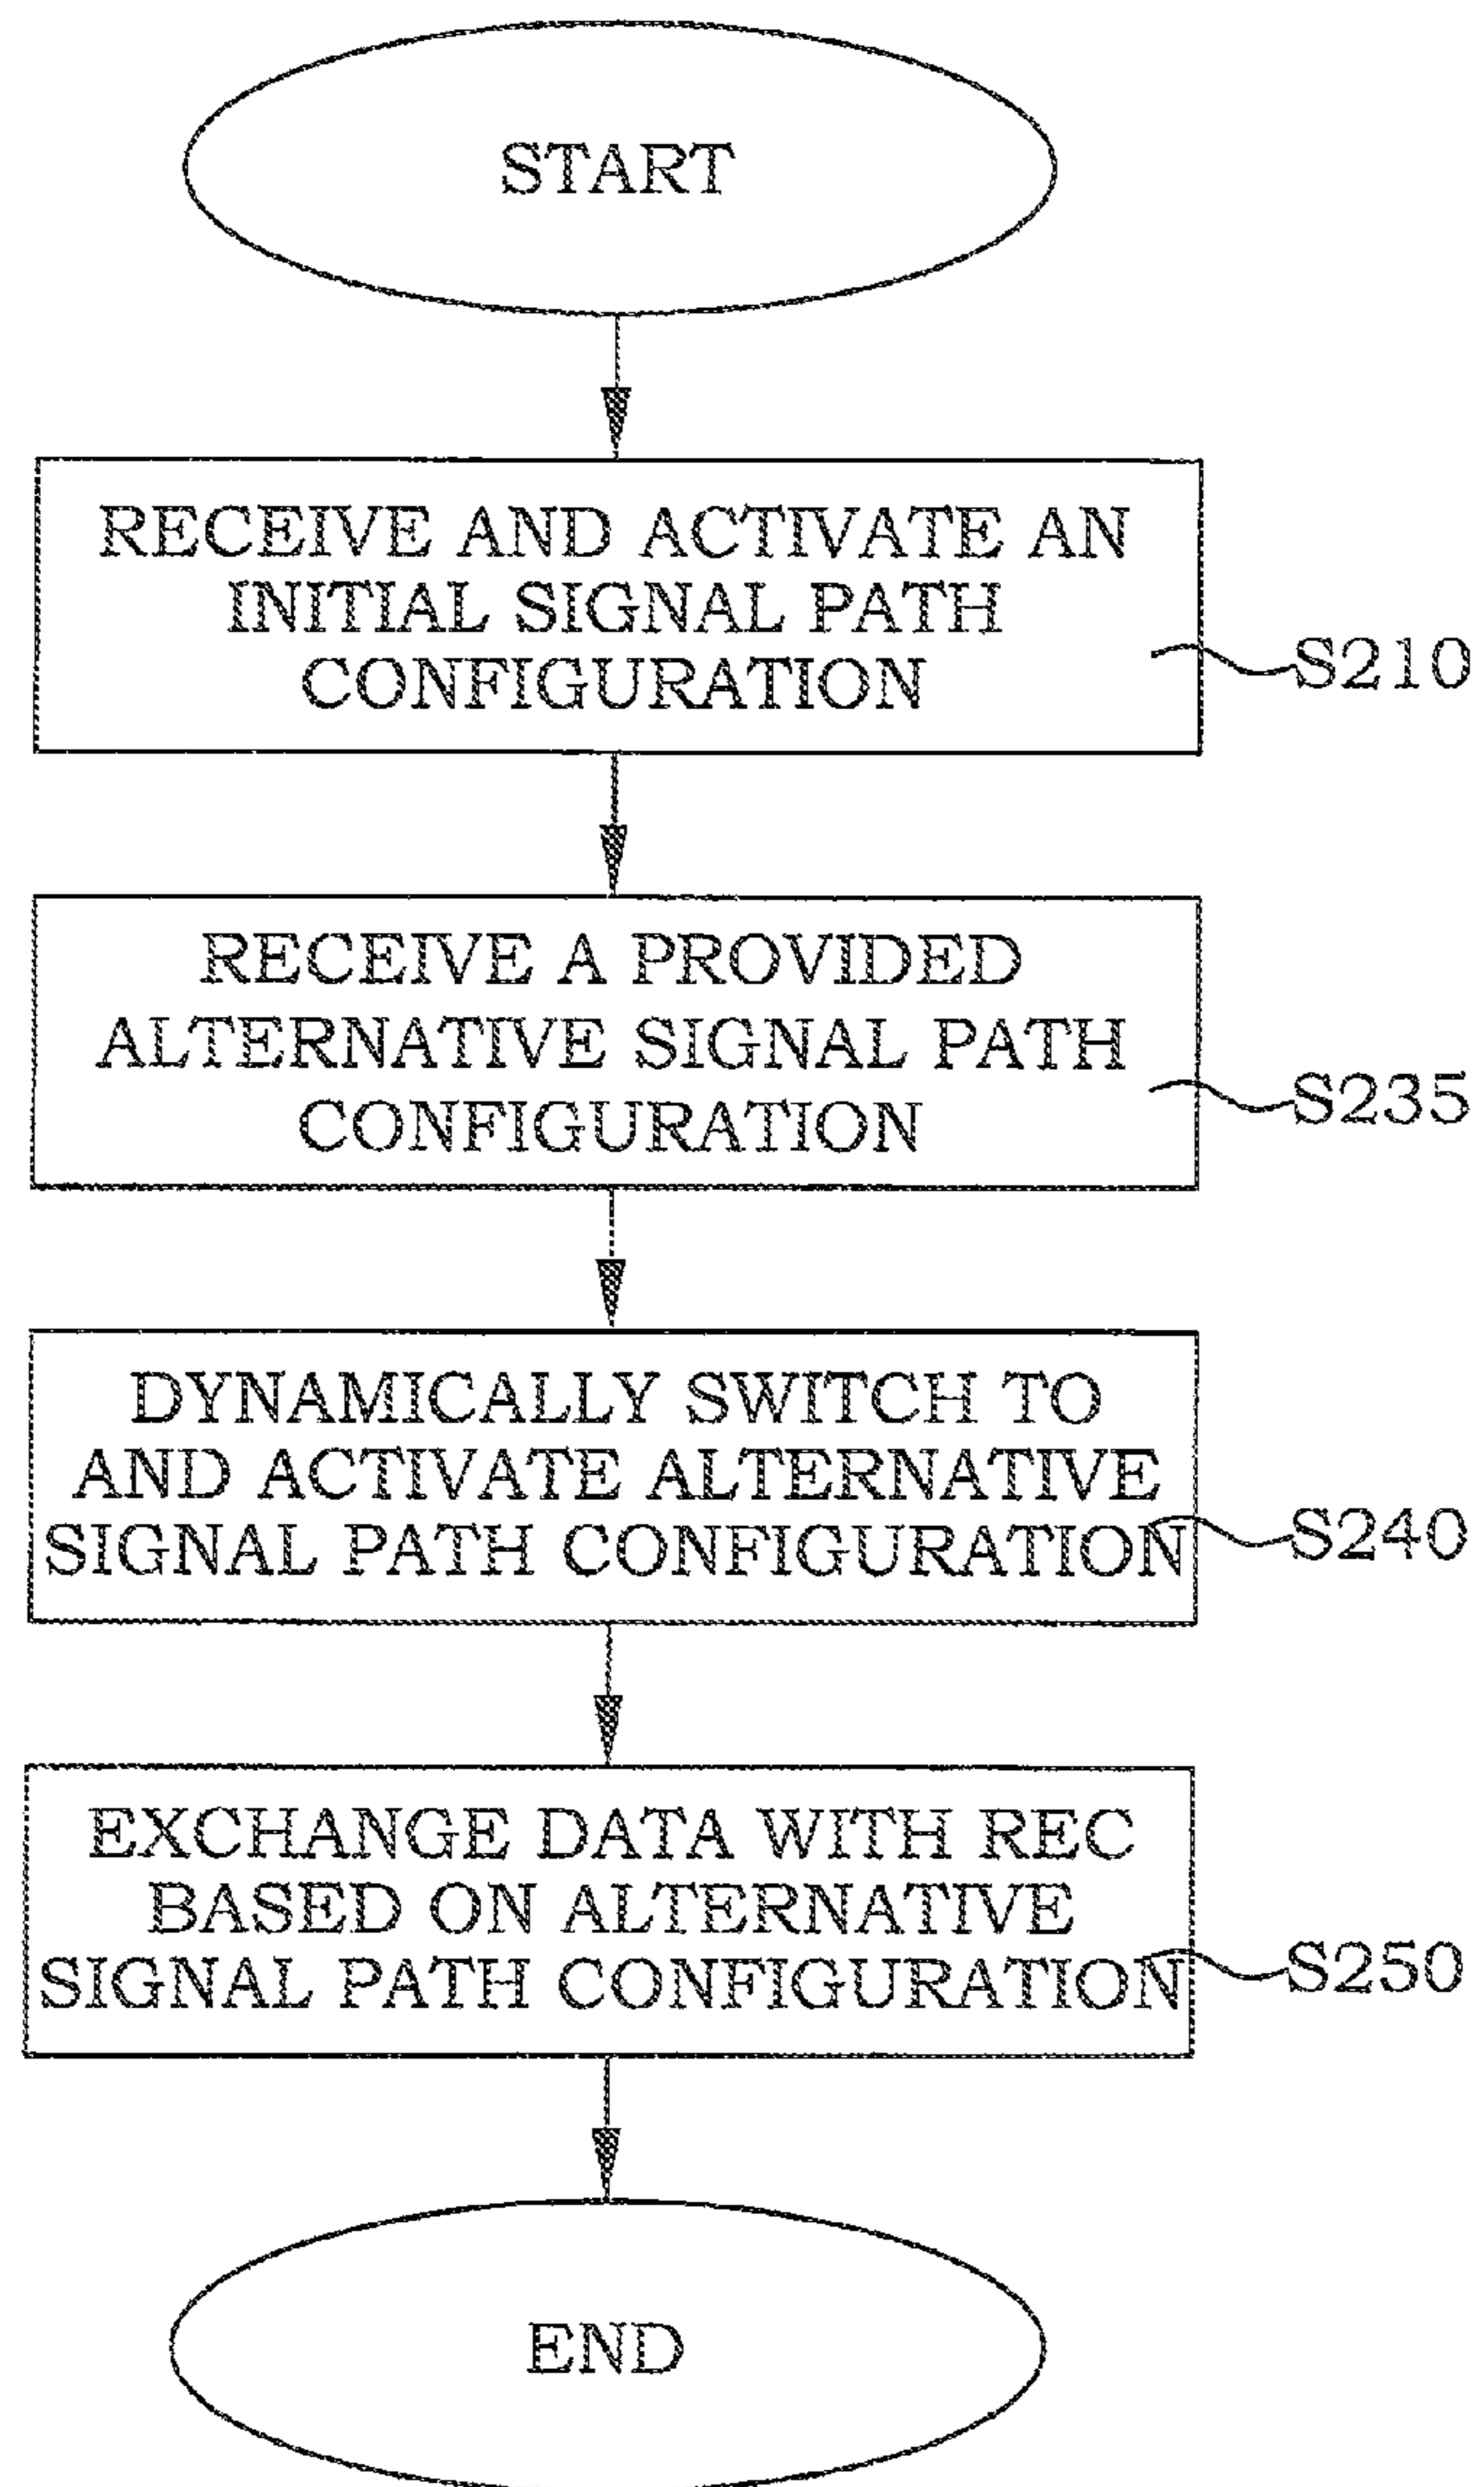 START
RECEIVE AND ACTIVATE AN
INITIAL SIGNAL PATH
CONFIGURATION
S210
RECEIVE A PROVIDED
ALTERNATIVE SIGNAL PATH
CONFIGURATION
S235
DYNAMICALLY SWITCH TO
AND ACTIVATE ALTERNATIVE
SIGNAL PATH CONFIGURATION
S240
EXCHANGE DATA WITH REC
BASED ON ALTERNATIVE
SIGNAL PATH CONFIGURATION
S250
END